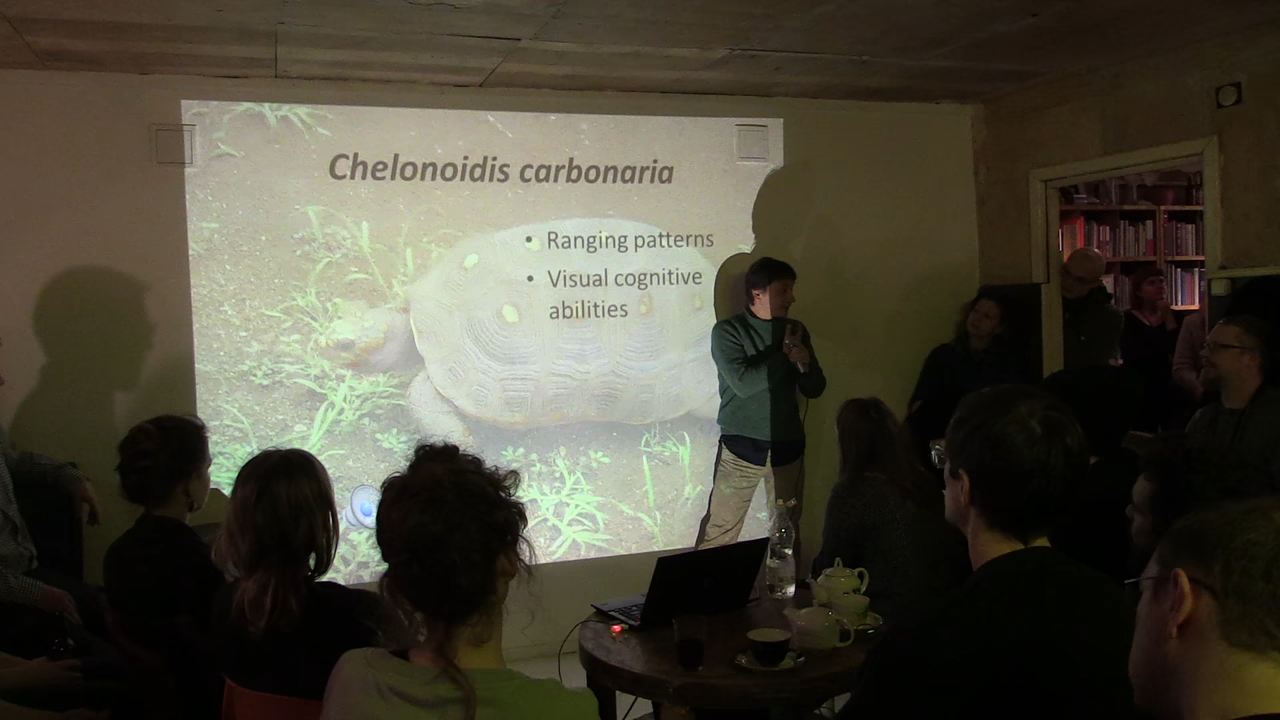 Chelonoidis carbonaria
• Ranging patterns
• Visual cognitive
abilities